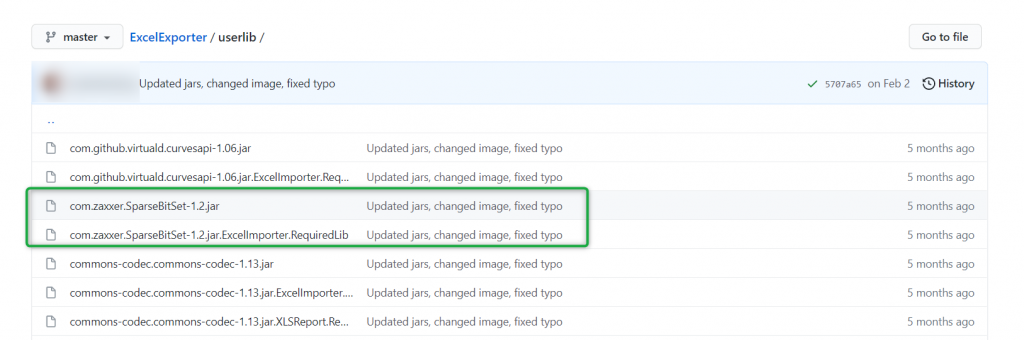 master ExcelExporter / userlib / Go to file
Updated jars, changed image, fixed typo 5707a65 on Feb 2 History
..
com.github.virtuald.curvesapi-1.06.jar Updated jars, changed image, fixed typo 5 months ago
com.github.virtuald.curvesapi-1.06.jar.ExcelImporter.Req... Updated jars, changed image, fixed typo 5 months ago
com.zaxxer.SparseBitSet-1.2.jar Updated jars, changed image, fixed typo 5 months ago
com.zaxxer.SparseBitSet-1.2.jar.ExcelImporter.RequiredLib Updated jars, changed image, fixed typo 5 months ago
commons-codec.commons-codec-1.13.jar Updated jars, changed image, fixed typo 5 months ago
commons-codec.commons-codec-1.13.jar.ExcelImporter.... Updated jars, changed image, fixed typo 5 months ago
commons-codec.commons-codec-1.13.jar.XLSReport.Re... Updated jars, changed image, fixed typo 5 months ago